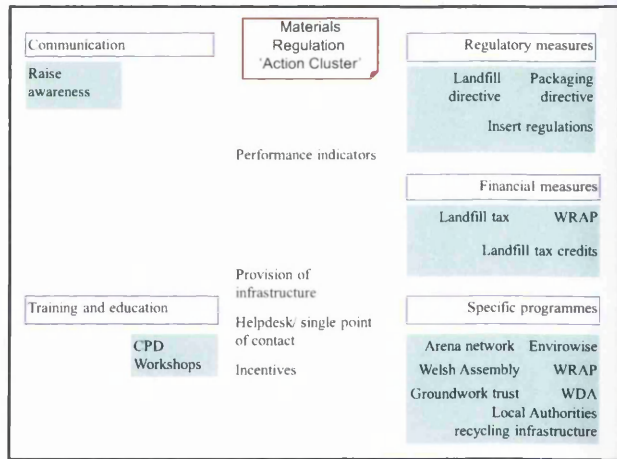 Materials
Regulation
'Action Cluster'
Communication
Raise
awareness
Regulatory measures
Landfill directive
Packaging directive
Insert regulations
Performance indicators
Financial measures
Landfill tax WRAP
Landfill tax credits
Provision of
infrastructure
Helpdesk/ single point
of contact
Incentives
Training and education
CPD
Workshops
Specific programmes
Arena network Envirowise
Welsh Assembly WRAP
Groundwork trust WDA
Local Authorities
recycling infrastructure